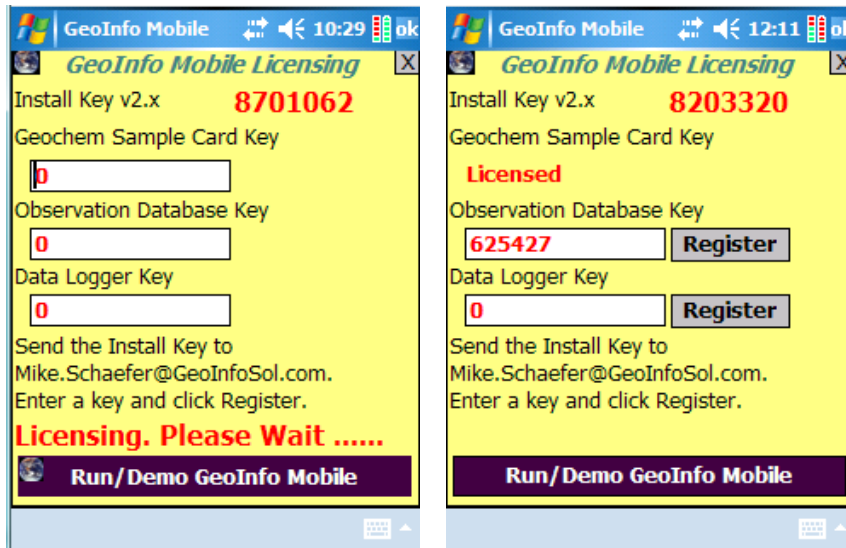 GeoInfo Mobile 10:29 ok
GeoInfo Mobile Licensing X
Install Key v2.x 8701062
Geochem Sample Card Key
0
Observation Database Key
0
Data Logger Key
0
Send the Install Key to
Mike.Schaefer@GeoInfoSol.com.
Enter a key and click Register.
Licensing. Please Wait ......
Run/Demo GeoInfo Mobile
GeoInfo Mobile 12:11 ok
GeoInfo Mobile Licensing X
Install Key v2.x 8203320
Geochem Sample Card Key
Licensed
Observation Database Key
625427 Register
Data Logger Key
0 Register
Send the Install Key to
Mike.Schaefer@GeoInfoSol.com.
Enter a key and click Register.
Run/Demo GeoInfo Mobile